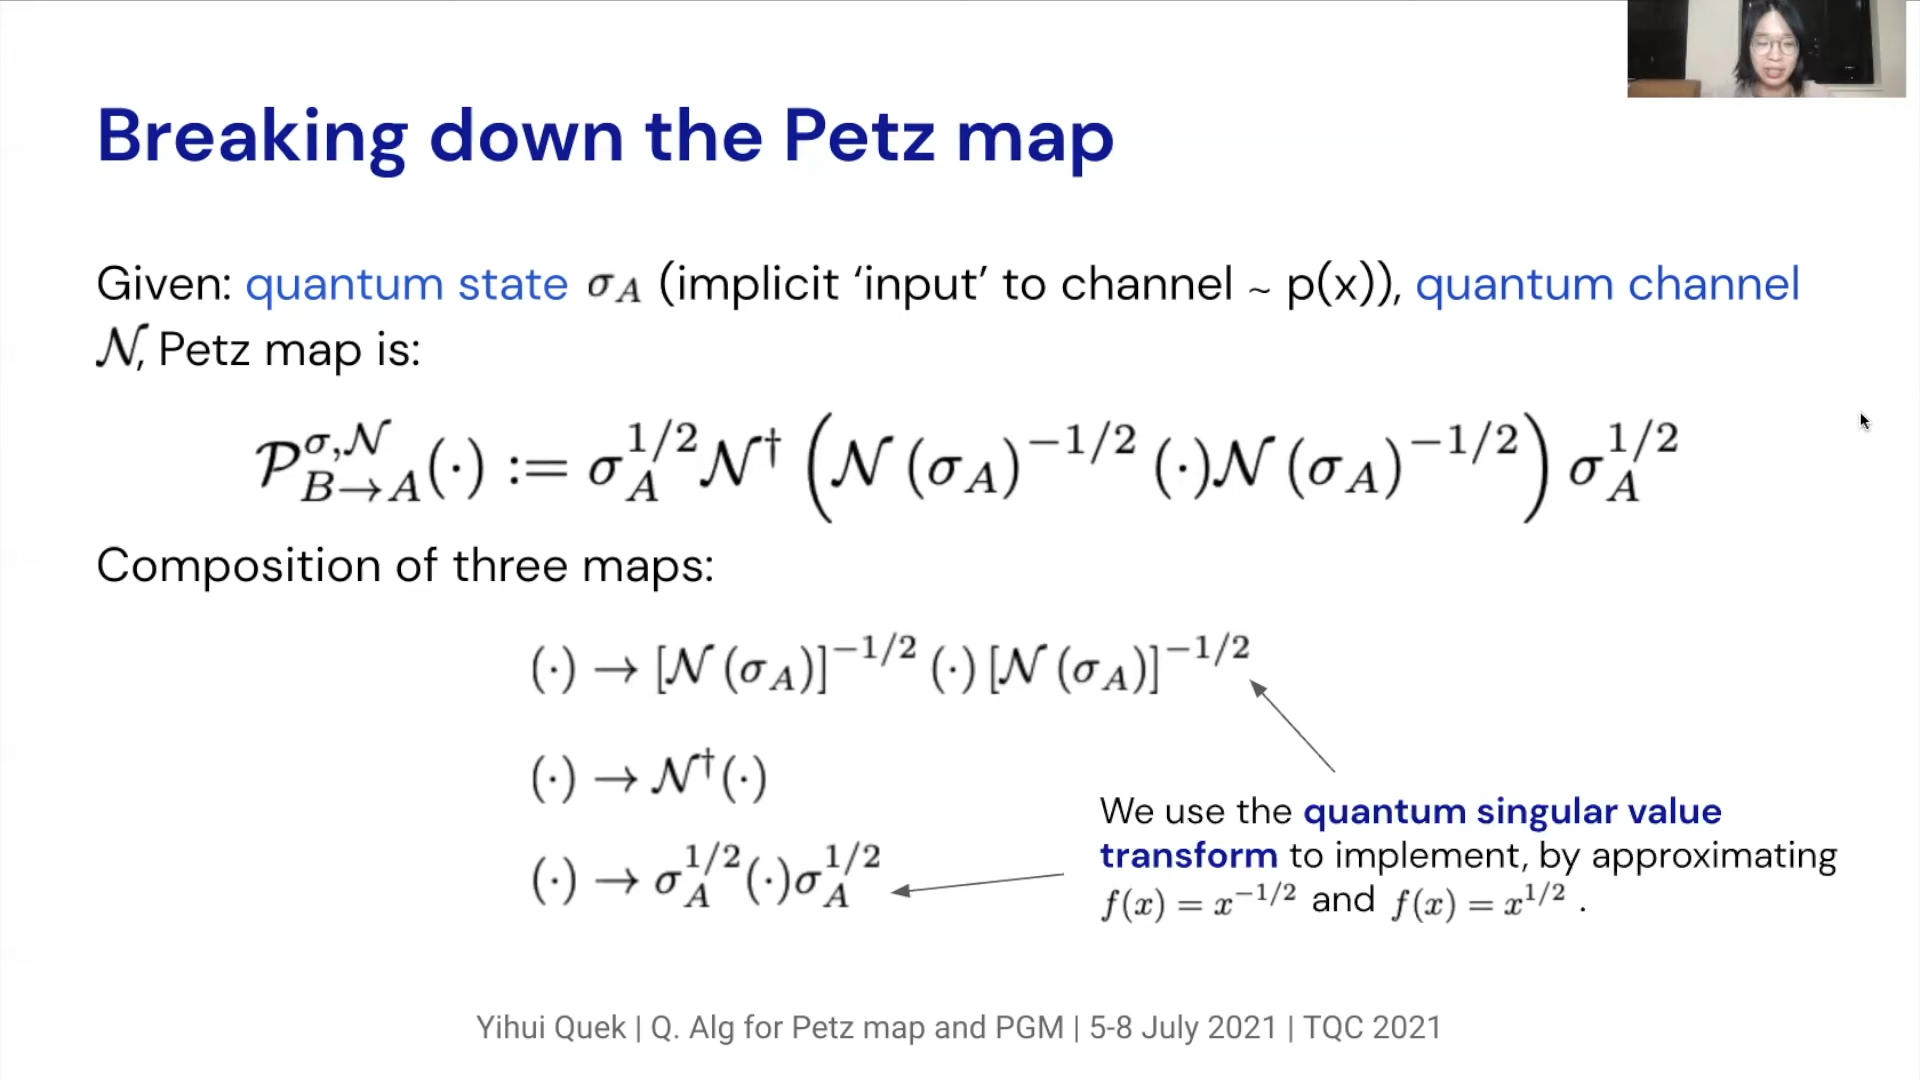 Breaking down the Petz map
Given: quantum state σ_A (implicit ‘input’ to channel ~ p(x)), quantum channel
𝒩, Petz map is:
𝒫_{B→A}^{σ,𝒩}(·) := σ_A^{1/2} 𝒩^† (𝒩(σ_A)^{−1/2} (·) 𝒩(σ_A)^{−1/2}) σ_A^{1/2}
Composition of three maps:
(·) → [𝒩(σ_A)]^{−1/2} (·) [𝒩(σ_A)]^{−1/2}
(·) → 𝒩^†(·)
(·) → σ_A^{1/2}(·)σ_A^{1/2}
We use the quantum singular value
transform to implement, by approximating
f(x) = x^{−1/2} and f(x) = x^{1/2} .
Yihui Quek | Q. Alg for Petz map and PGM | 5-8 July 2021 | TQC 2021